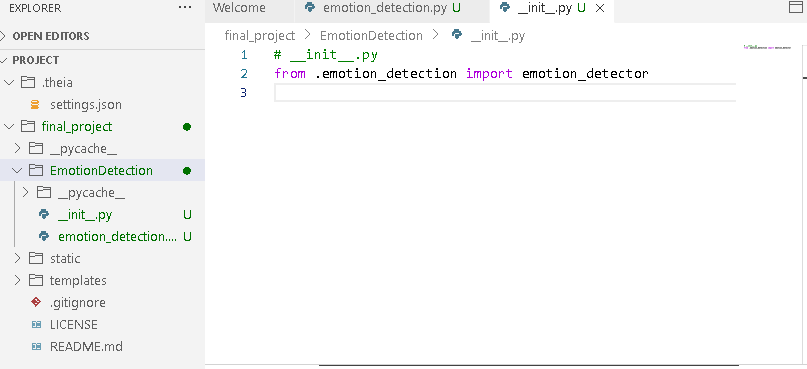 EXPLORER ...
OPEN EDITORS
PROJECT
.theia
settings.json
final_project
__pycache__
EmotionDetection
__pycache__
__init__.py U
emotion_detection.... U
static
templates
.gitignore
LICENSE
README.md
Welcome emotion_detection.py U __init__.py U
final_project > EmotionDetection > __init__.py
1 # __init__.py
2 from .emotion_detection import emotion_detector
3